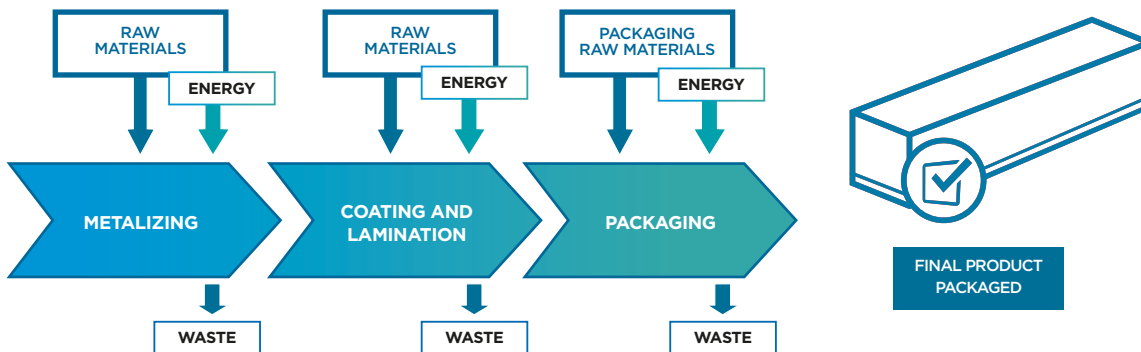 RAW
MATERIALS
ENERGY
RAW
MATERIALS
ENERGY
PACKAGING
RAW MATERIALS
ENERGY
METALIZING
COATING AND
LAMINATION
PACKAGING
FINAL PRODUCT
PACKAGED
WASTE
WASTE
WASTE